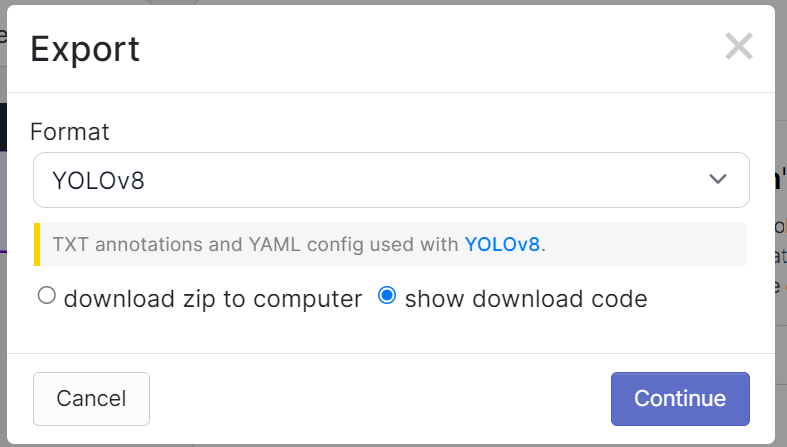 Export
Format
YOLOv8
TXT annotations and YAML config used with YOLOv8.
download zip to computer show download code
Cancel Continue